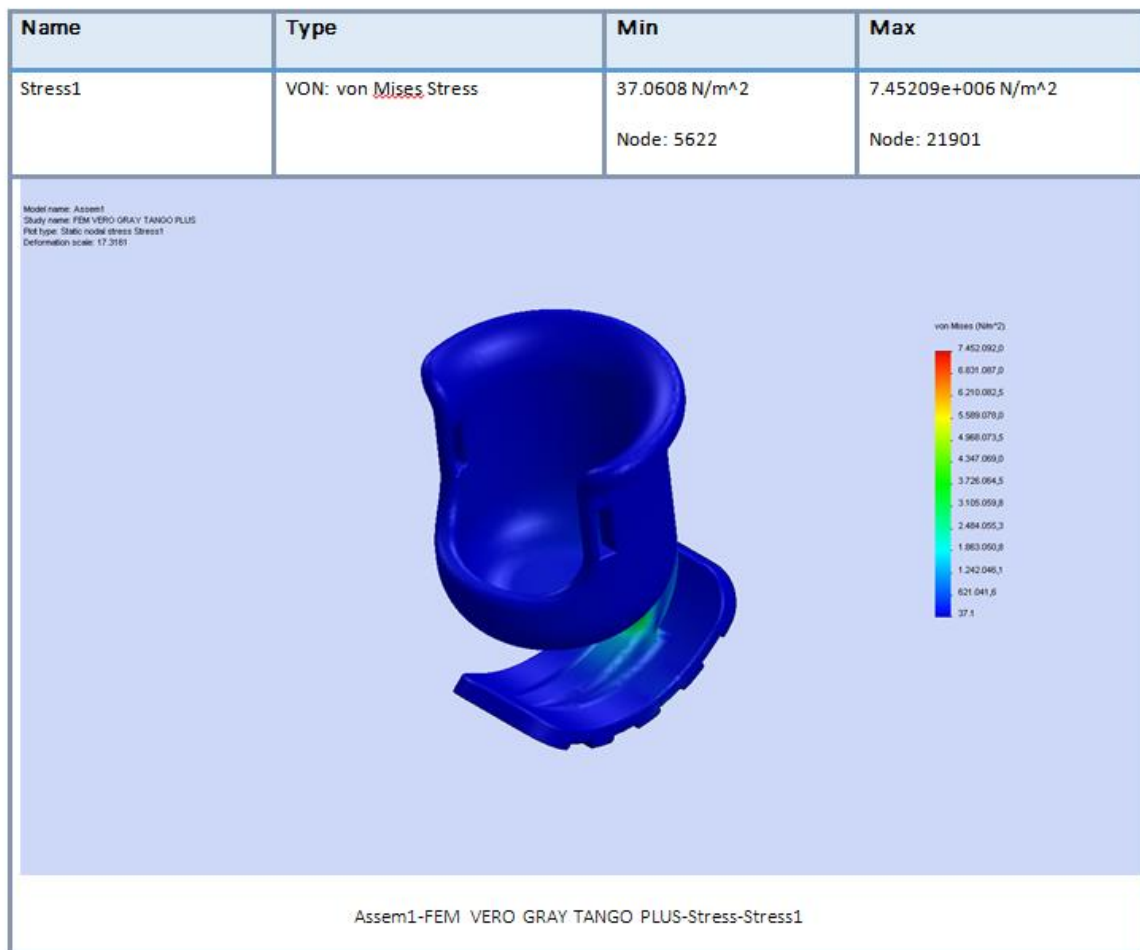 Name Type Min Max
Stress1 VON: von Mises Stress 37.0608 N/m^2 7.45209e+006 N/m^2
Node: 5622 Node: 21901
Model name: Assem1
Study name: FEM VERO GRAY TANGO PLUS
Plot type: Static nodal stress Stress1
Deformation scale: 17.3161
von Mises (N/m^2)
7.452.092,0
6.831.087,0
6.210.082,5
5.589.078,0
4.968.073,5
4.347.069,0
3.726.064,5
3.105.059,8
2.484.055,3
1.863.050,8
1.242.046,1
621.041,6
37.1
Assem1-FEM VERO GRAY TANGO PLUS-Stress-Stress1